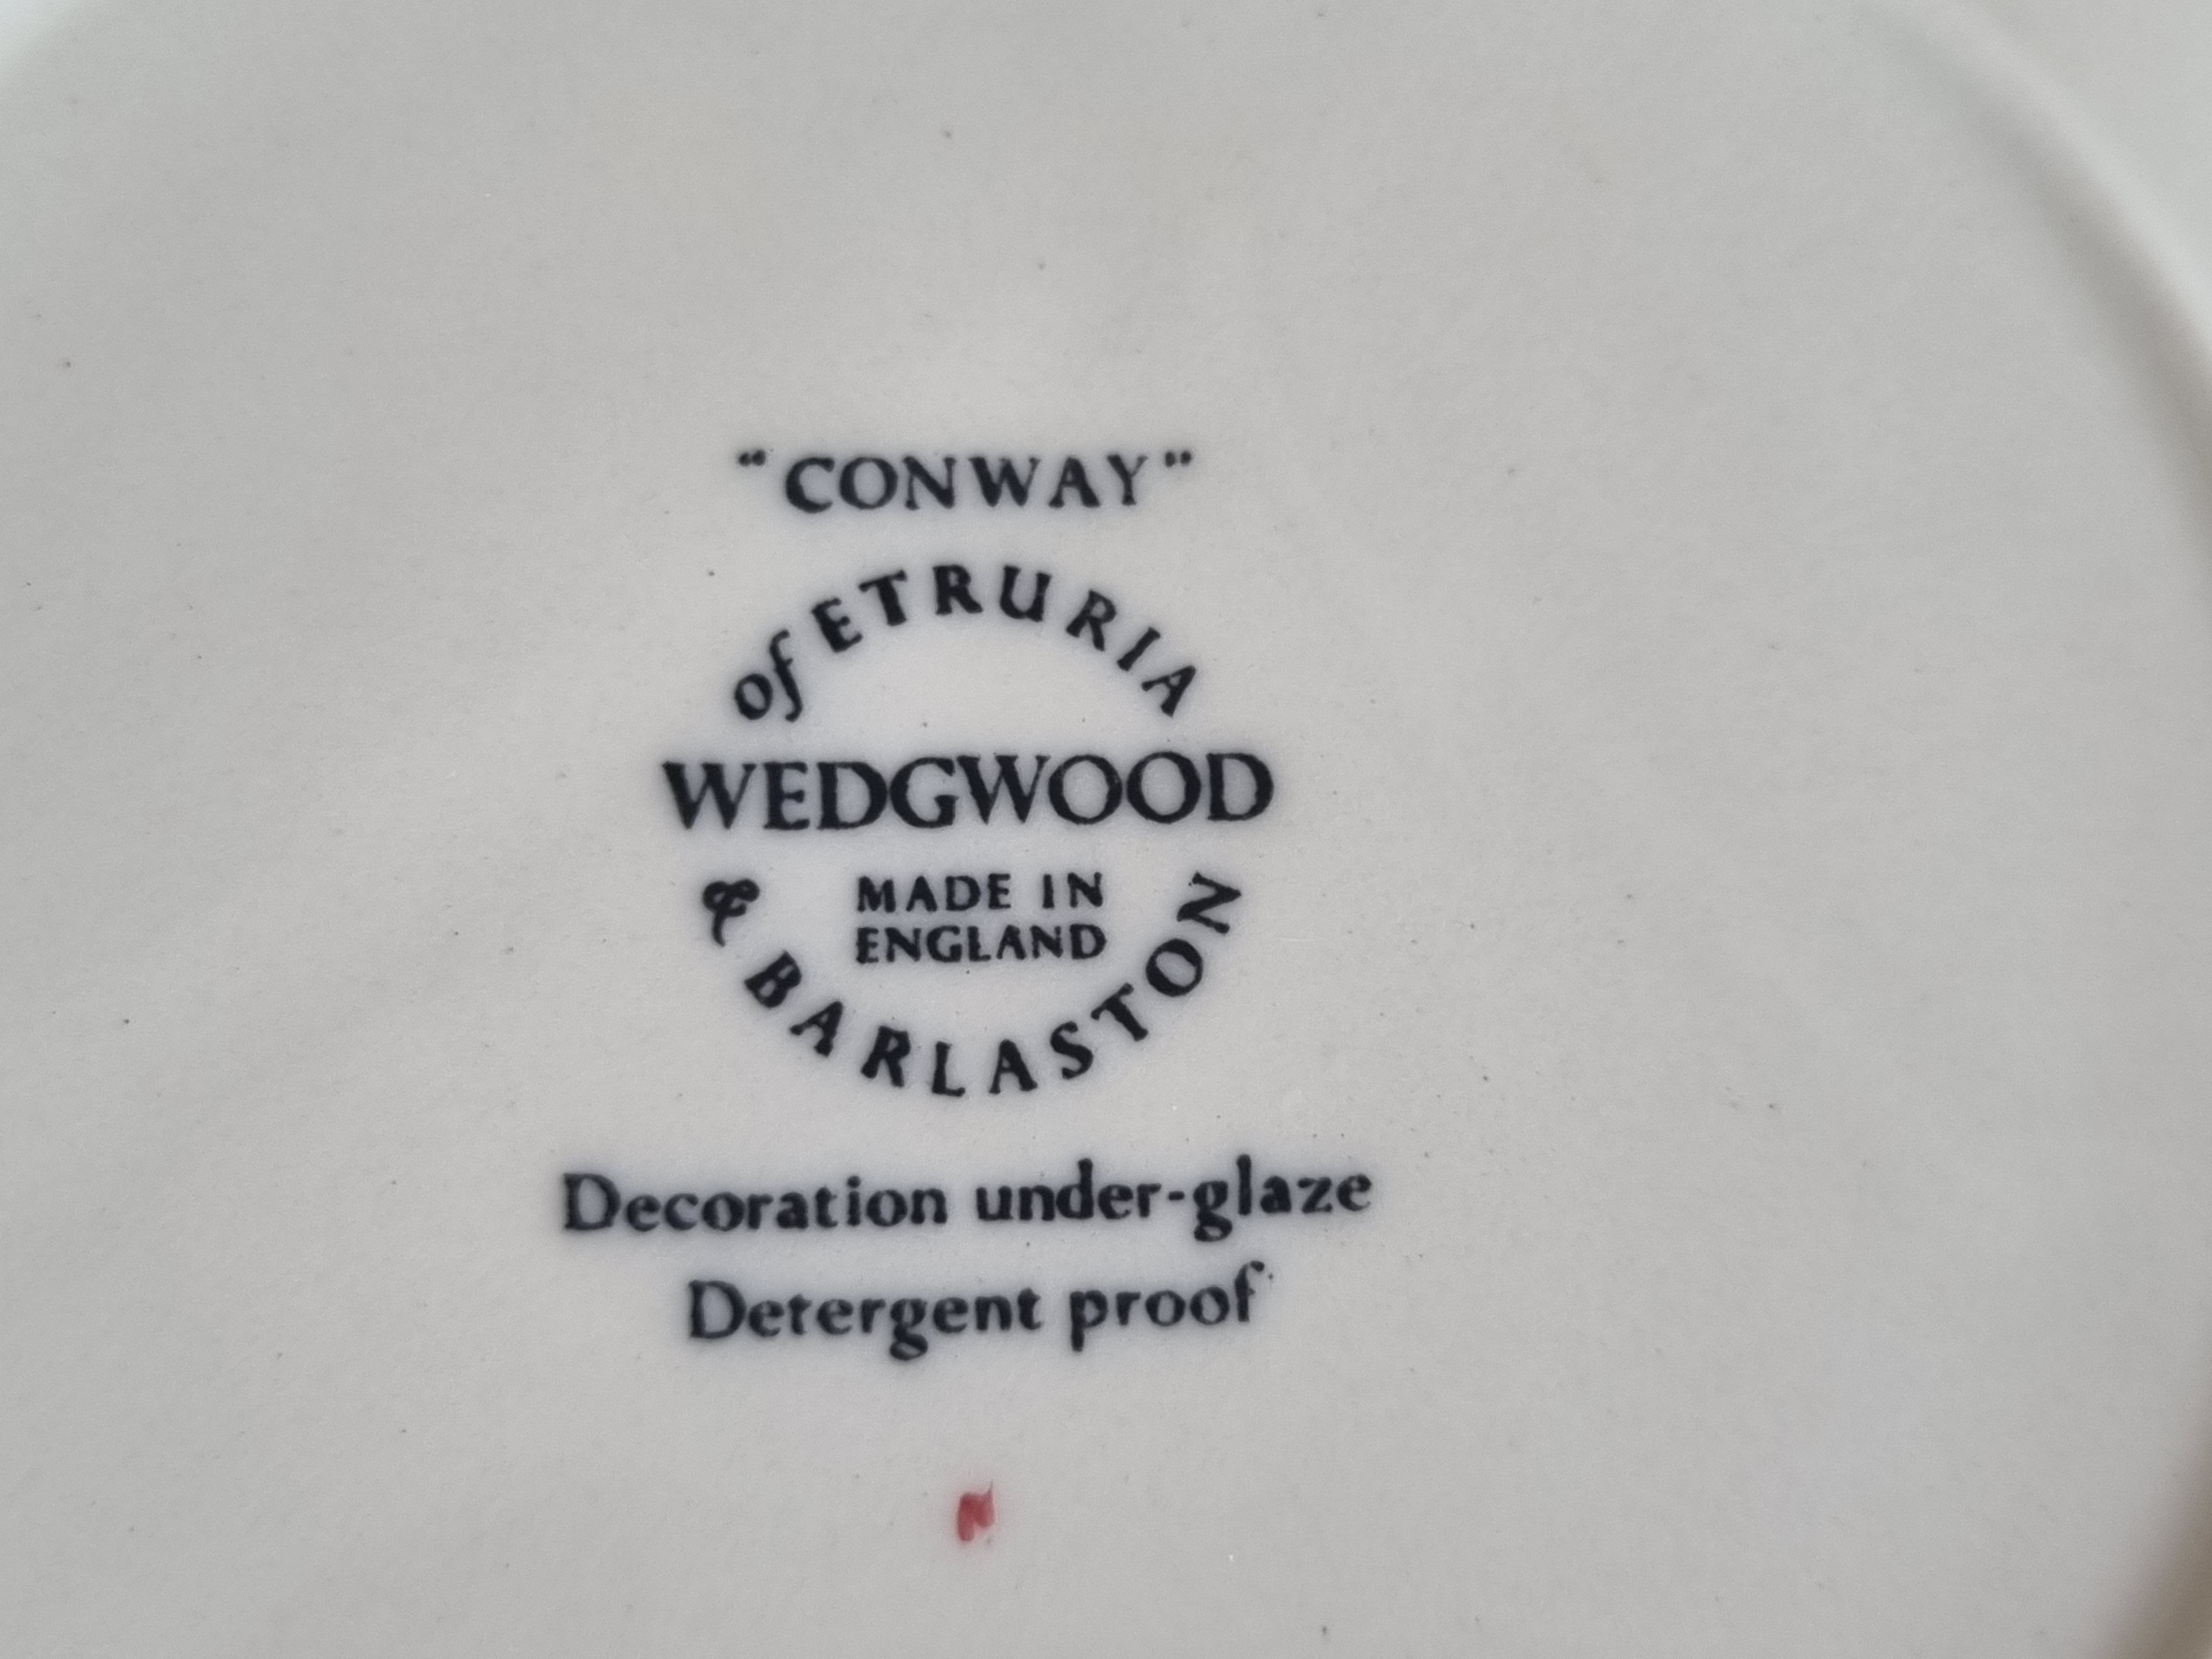 “CONWAY”
of ETRURIA
WEDGWOOD
MADE IN
ENGLAND
& BARLASTON
Decoration under-glaze
Detergent proof